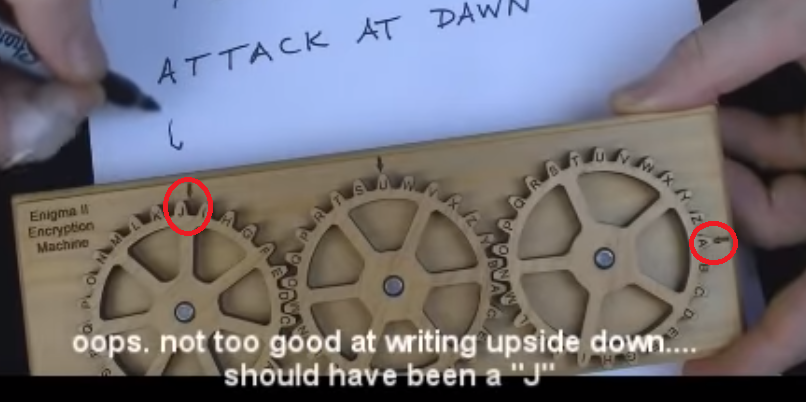 ATTACK AT DAWN
Enigma II
Encryption
Machine
P O N M L K J I H G F E D C
Q P R T S U W V X Z Y
P Q R S T U V W X Y Z A B C D E
oops. not too good at writing upside down....
should have been a "J"